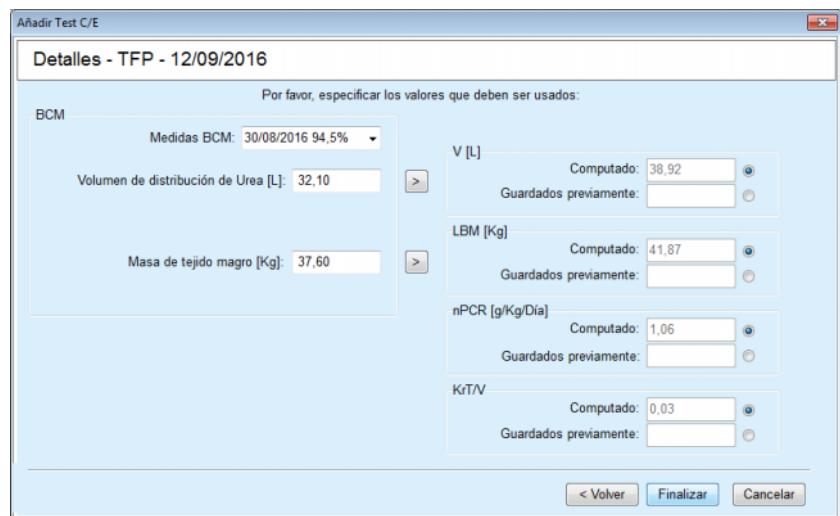 Añadir Test C/E
Detalles - TFP - 12/09/2016
Por favor, especificar los valores que deben ser usados:
BCM
Medidas BCM: 30/08/2016 94,5%
Volumen de distribución de Urea [L]: 32,10 >
Masa de tejido magro [Kg]: 37,60 >
V [L]
Computado: 38,92
Guardados previamente:
LBM [Kg]
Computado: 41,87
Guardados previamente:
nPCR [g/Kg/Día]
Computado: 1,06
Guardados previamente:
KrT/V
Computado: 0,03
Guardados previamente:
< Volver Finalizar Cancelar